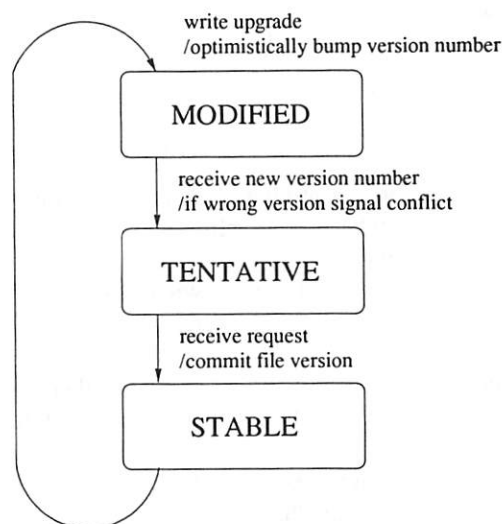 write upgrade
/optimistically bump version number
MODIFIED
receive new version number
/if wrong version signal conflict
TENTATIVE
receive request
/commit file version
STABLE